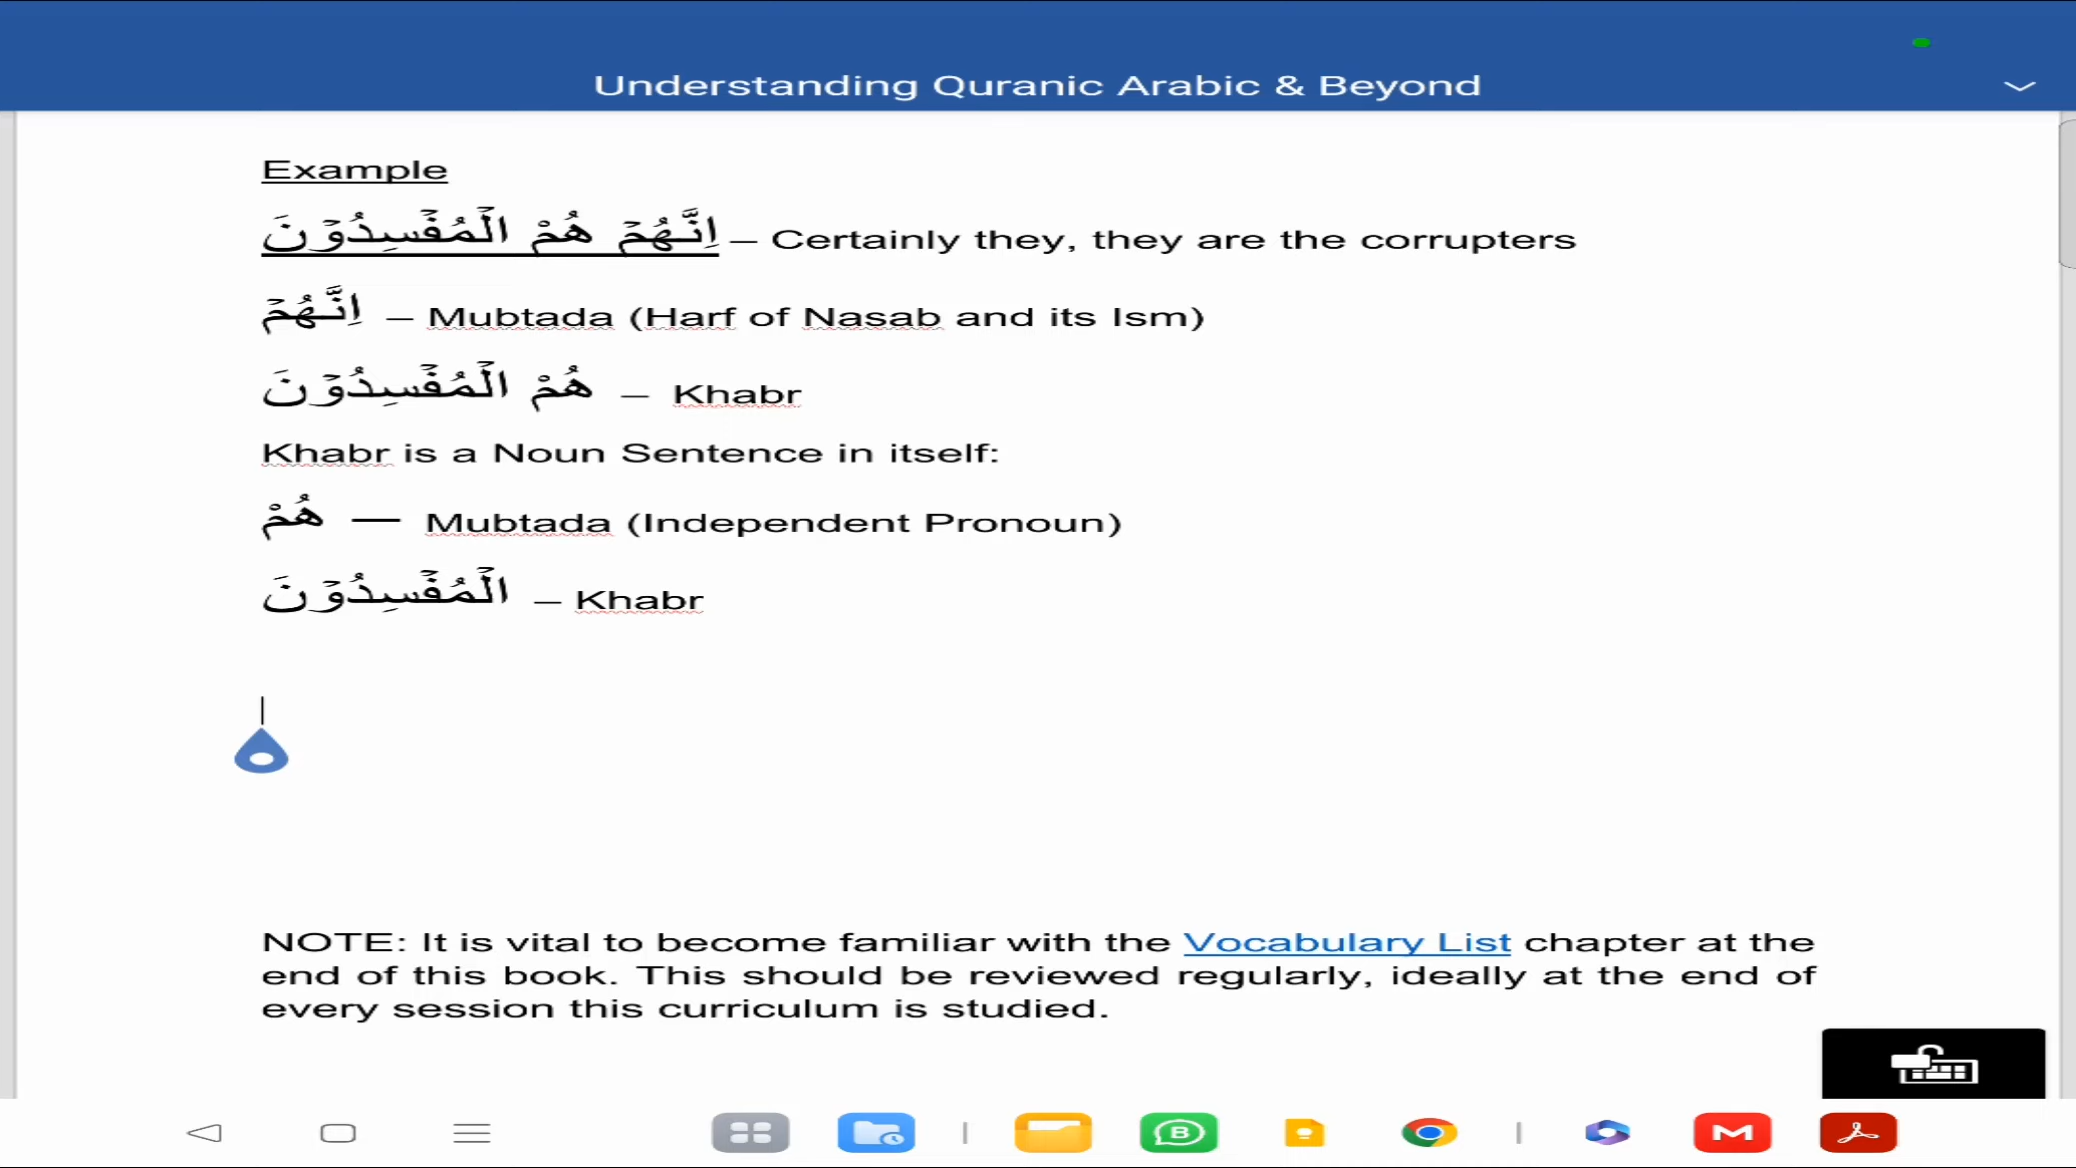 Understanding Quranic Arabic & Beyond
Example
اِنَّهُمۡ هُمْ الۡمُفۡسِدُوۡنَ – Certainly they, they are the corrupters
اِنَّهُمۡ – Mubtada (Harf of Nasab and its Ism)
هُمْ الۡمُفۡسِدُوۡنَ – Khabr
Khabr is a Noun Sentence in itself:
هُمْ — Mubtada (Independent Pronoun)
الۡمُفۡسِدُوۡنَ – Khabr
NOTE: It is vital to become familiar with the Vocabulary List chapter at the
end of this book. This should be reviewed regularly, ideally at the end of
every session this curriculum is studied.